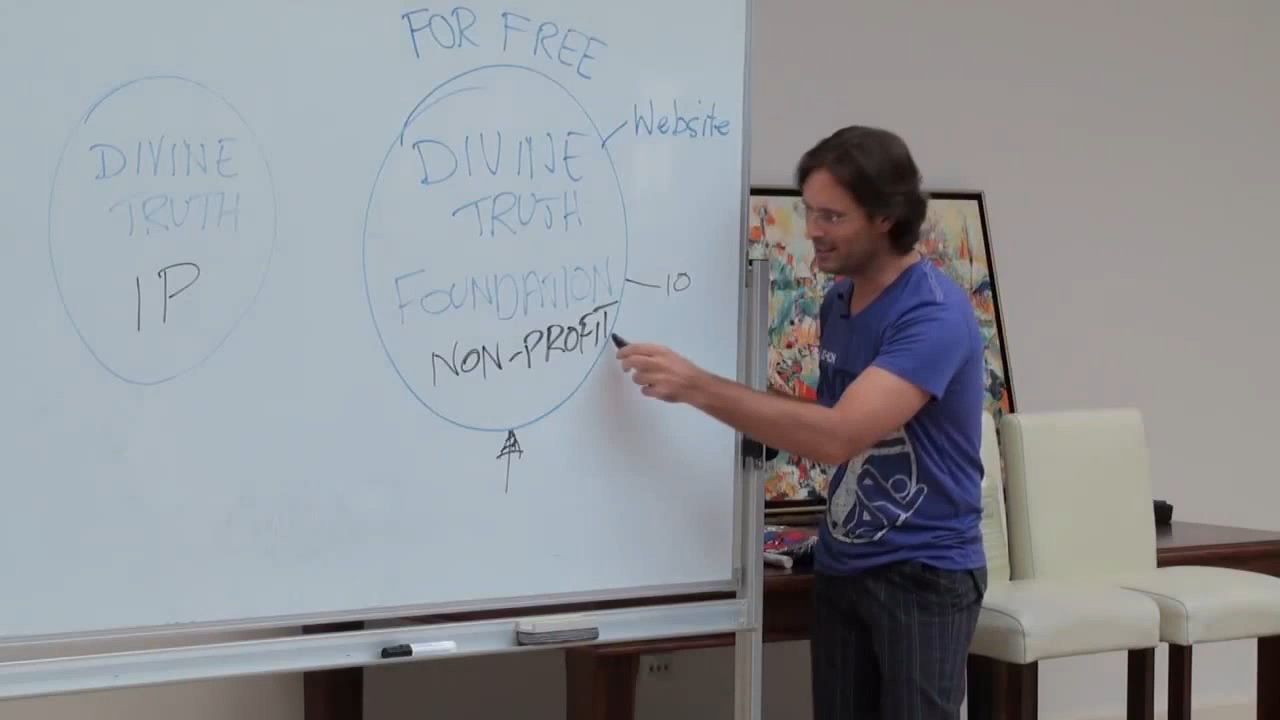 FOR FREE
DIVINE
TRUTH
IP
DIVINE
TRUTH
FOUNDATION
NON-PROFIT
Website
10